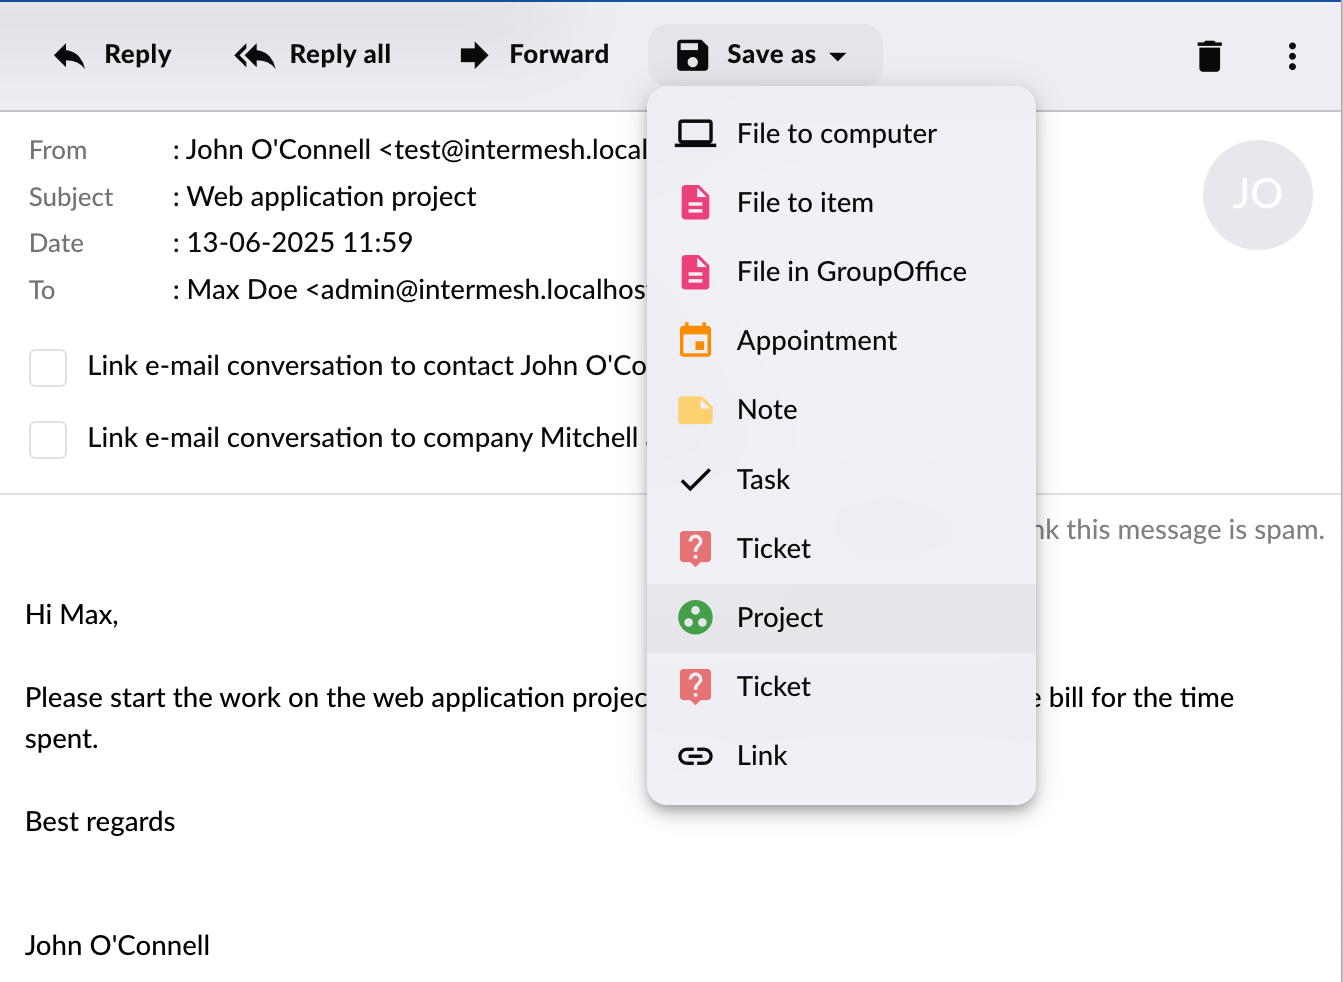 Reply Reply all Forward Save as
File to computer
File to item
File in GroupOffice
Appointment
Note
Task
Ticket
Project
Ticket
Link
From : John O'Connell <test@intermesh.local
Subject : Web application project
Date : 13-06-2025 11:59
To : Max Doe <admin@intermesh.localhos
JO
Link e-mail conversation to contact John O'Co
Link e-mail conversation to company Mitchell
this message is spam.
Hi Max,
Please start the work on the web application bill for the time
spent.
Best regards
John O'Connell